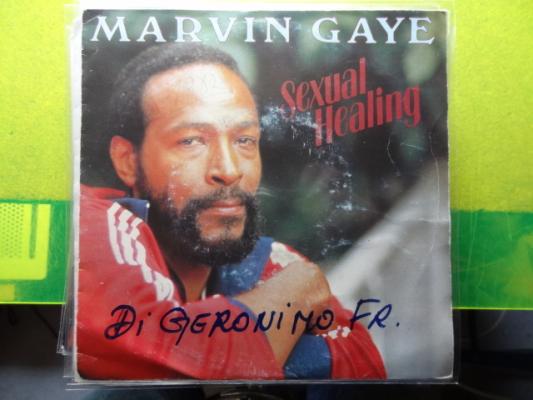 MARVIN GAYE
Sexual
Healing
Di GERONIMO FR.